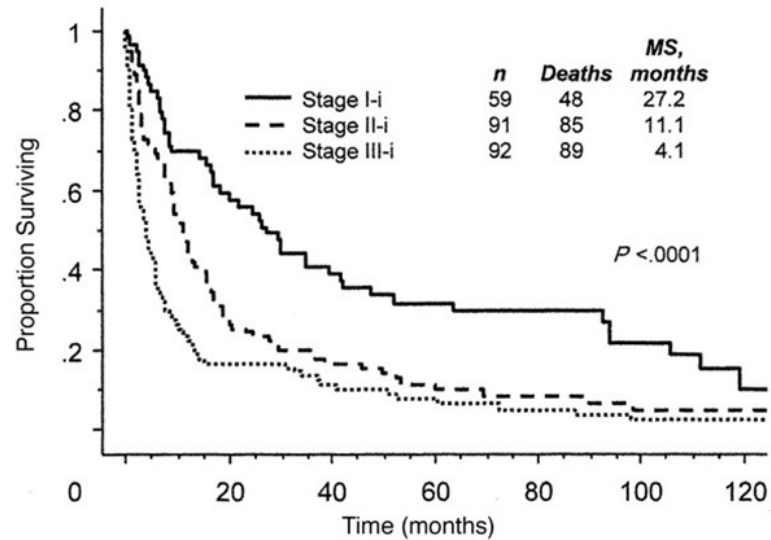 MS,
n Deaths months
Stage I-i 59 48 27.2
Stage II-i 91 85 11.1
Stage III-i 92 89 4.1
P <.0001
Proportion Surviving
1
.8
.6
.4
.2
0 20 40 60 80 100 120
Time (months)